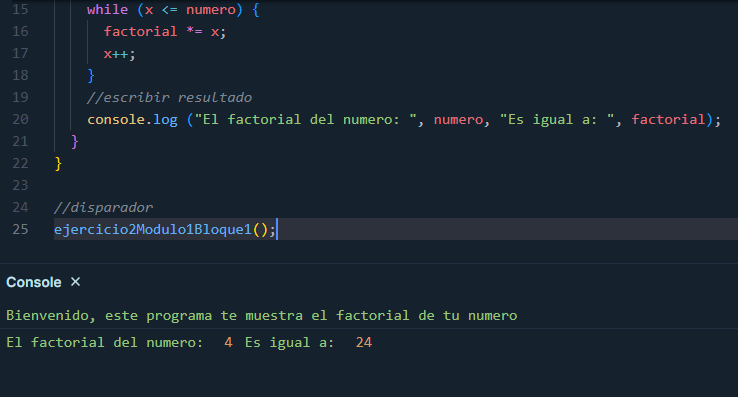 15 while (x <= numero) {
16 factorial *= x;
17 x++;
18 }
19 //escribir resultado
20 console.log ("El factorial del numero: ", numero, "Es igual a: ", factorial);
21 }
22 }
23
24 //disparador
25 ejercicio2Modulo1Bloque1();
Console ×
Bienvenido, este programa te muestra el factorial de tu numero
El factorial del numero: 4 Es igual a: 24